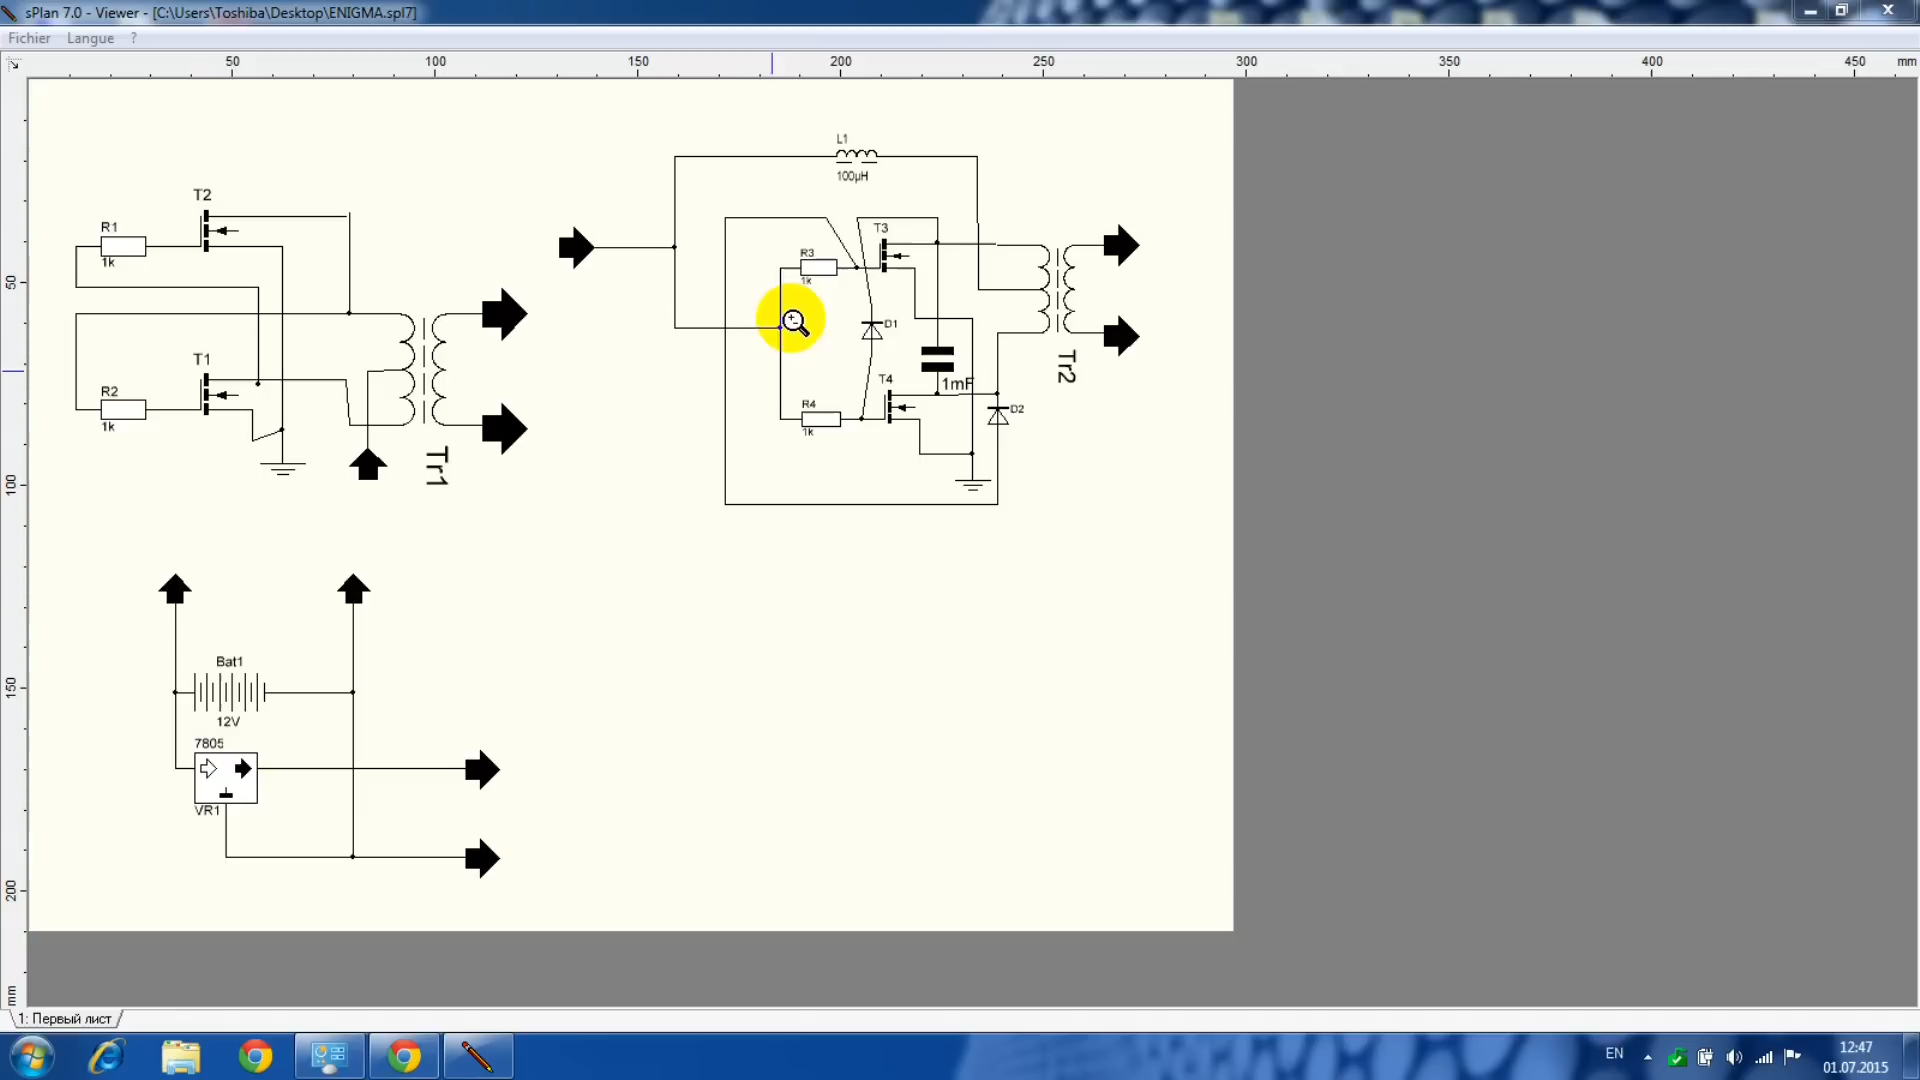 sPlan 7.0 - Viewer - [C:\Users\Toshiba\Desktop\ENIGMA.spl7]
Fichier Langue ?
50 100 150 200 250 300 350 400 450 mm
L1
100µH
T2
R1
1k
T3
R3
1k
50
D1
T1
R2
1k
1mF
T4
R4
1k
D2
Tr2
Tr1
100
Bat1
12V
150
7805
VR1
200
mm
1: Первый лист
EN
12:47
01.07.2015